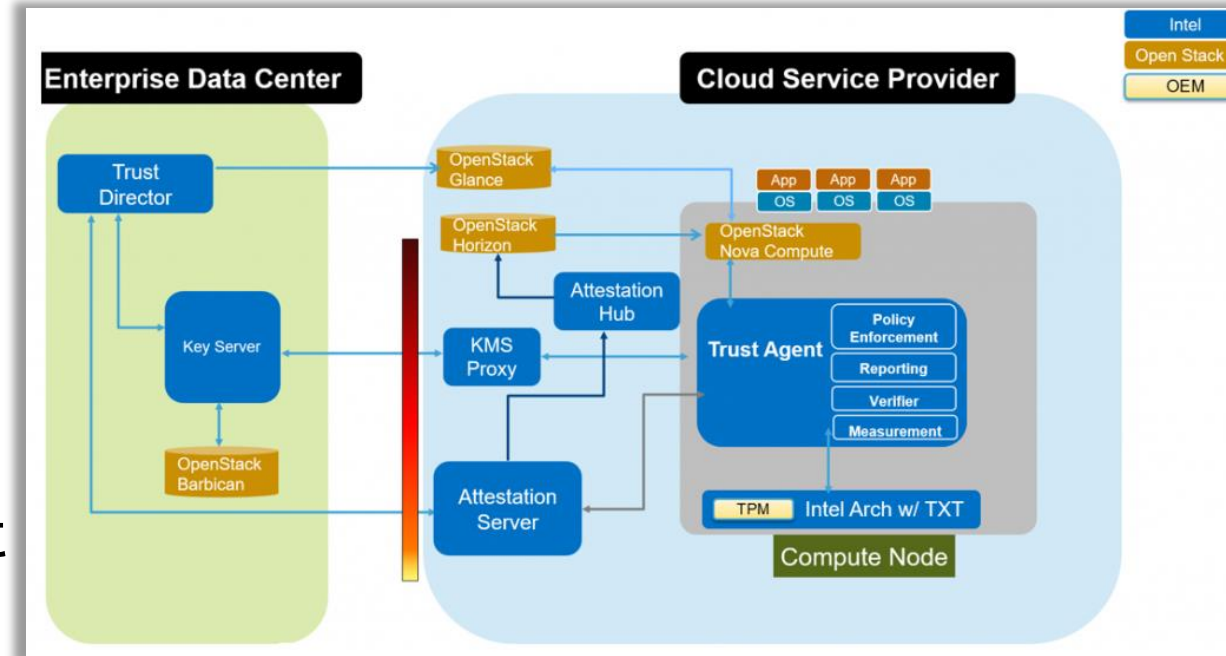 Intel
Open Stack
OEM
Enterprise Data Center
Cloud Service Provider
Trust
Director
OpenStack
Glance
App
App
App
OS
OS
OS
OpenStack
Horizon
OpenStack
Nova Compute
Attestation
Hub
Key Server
KMS
Proxy
Trust Agent
Policy
Enforcement
Reporting
Verifier
Measurement
OpenStack
Barbican
Attestation
Server
TPM
Intel Arch w/ TXT
Compute Node
t